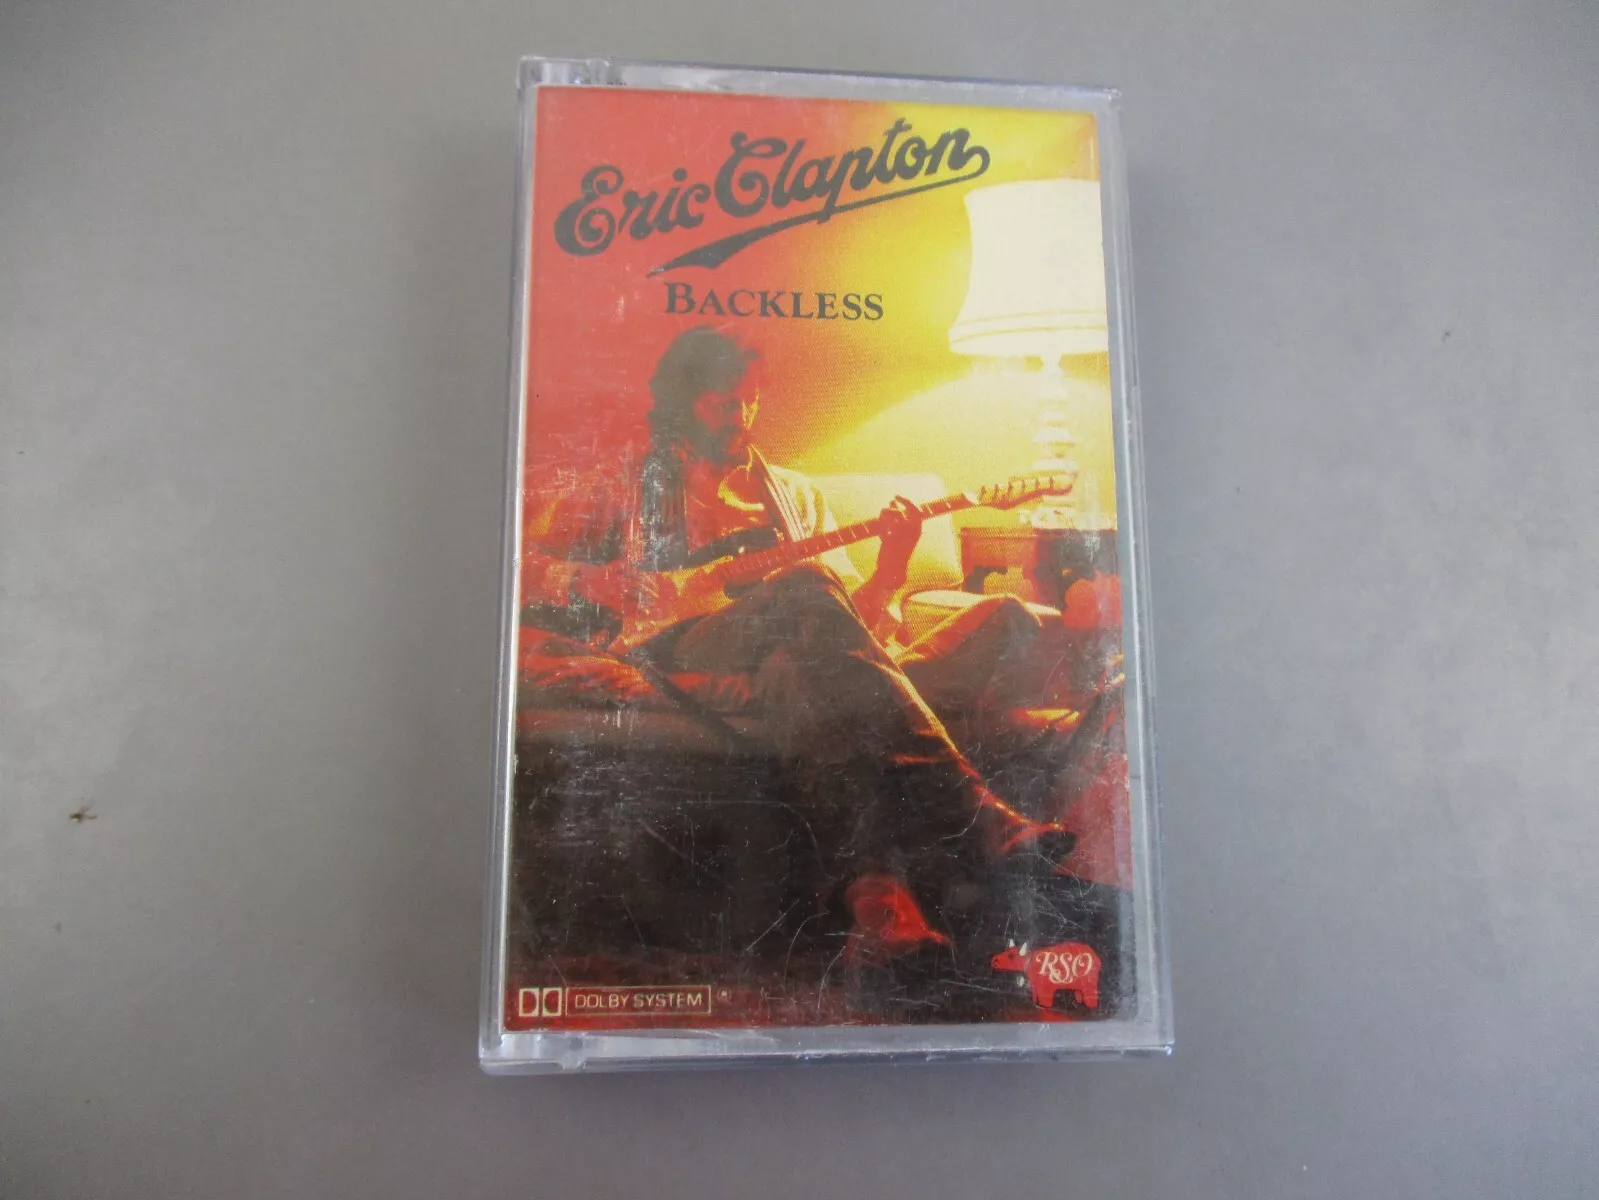 Eric Clapton
BACKLESS
RSO
DOLBY SYSTEM ®